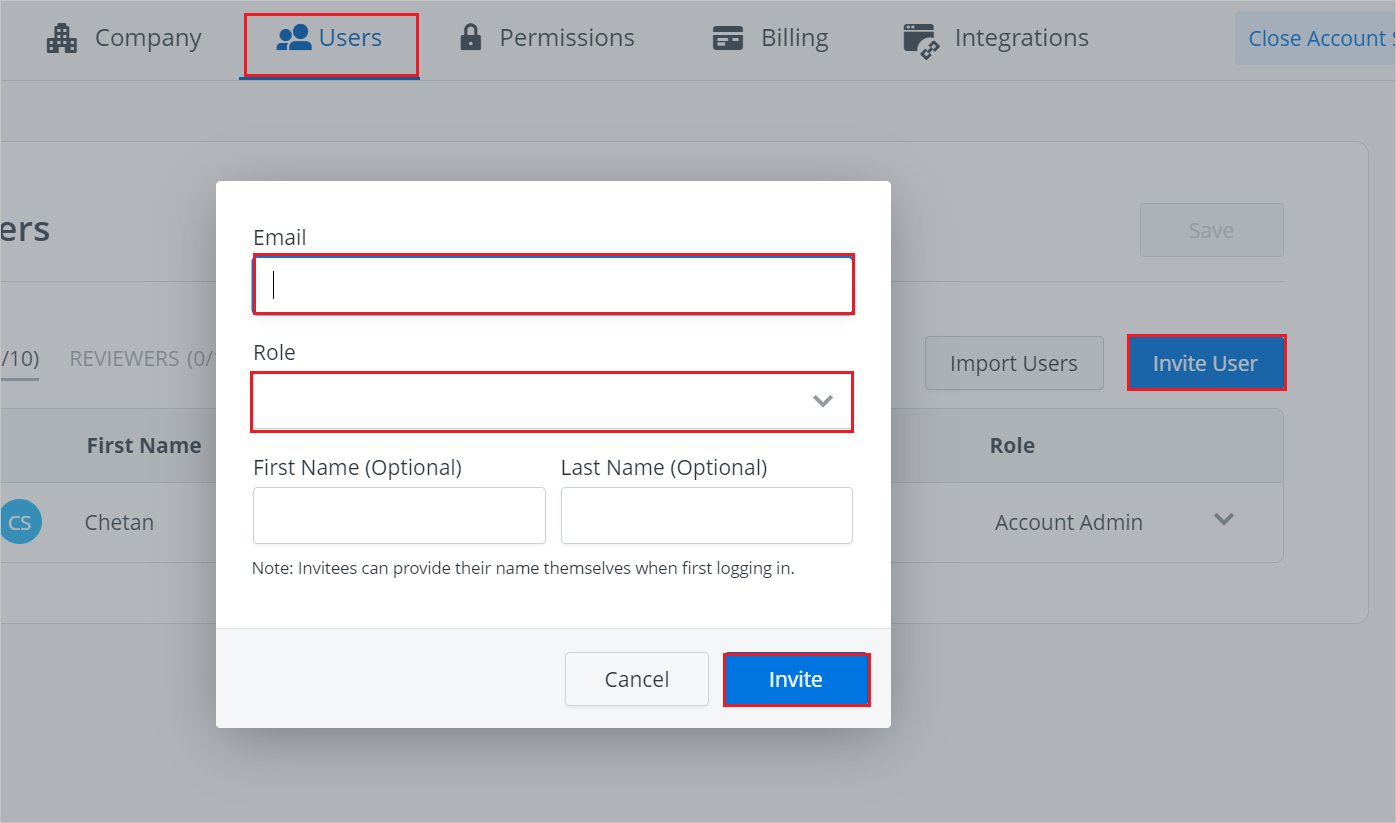 Company Users Permissions Billing Integrations Close Account
ers Save
Email
Role
/10) REVIEWERS (0/ Import Users Invite User
First Name Role
First Name (Optional) Last Name (Optional)
CS Chetan Account Admin
Note: Invitees can provide their name themselves when first logging in.
Cancel Invite